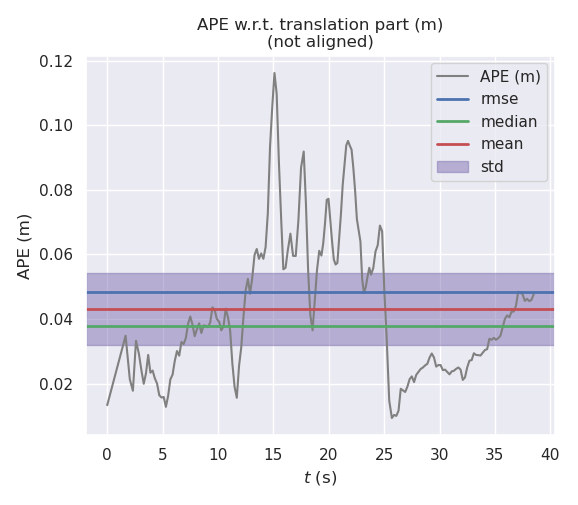 APE w.r.t. translation part (m)
(not aligned)
0.12
0.10
0.08
0.06
0.04
0.02
APE (m)
APE (m)
rmse
median
mean
std
0 5 10 15 20 25 30 35 40
t (s)